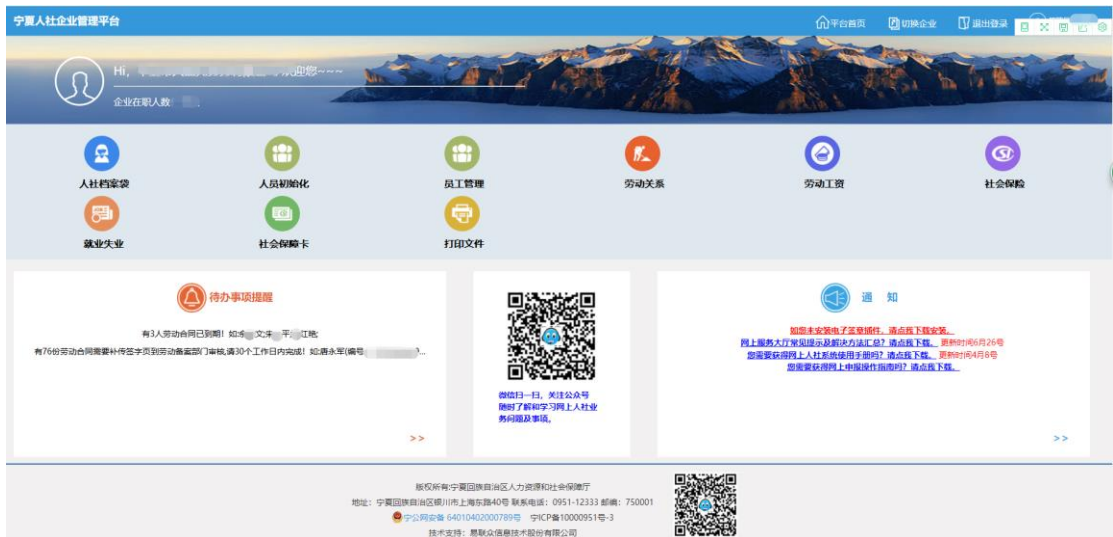 宁夏人社企业管理平台
平台首页 切换企业 退出登录
Hi, 欢迎您~~~
企业在职人数:
人社档案袋 人员初始化 员工管理 劳动关系 劳动工资 社会保险
就业失业 社会保障卡 打印文件
待办事项提醒
有3人劳动合同已到期!如:
有76份劳动合同需要补传签字页到劳动备案部门审核,请30个工作日内完成!如:唐永军(编号 )...
>>
微信扫一扫,关注公众号
随时了解和学习网上人社业
务问题及事项。
通 知
如您未安装电子签章插件,请点我下载安装。
网上服务大厅常见提示及解决方法汇总?请点我下载。 更新时间6月26号
您需要获得网上人社系统使用手册吗?请点我下载。 更新时间4月8号
您需要获得网上申报操作指南吗?请点我下载。
>>
版权所有:宁夏回族自治区人力资源和社会保障厅
地址:宁夏回族自治区银川市上海东路40号 联系电话:0951-12333 邮编:750001
宁公网安备 64010402000789号 宁ICP备10000951号-3
技术支持:易联众信息技术股份有限公司